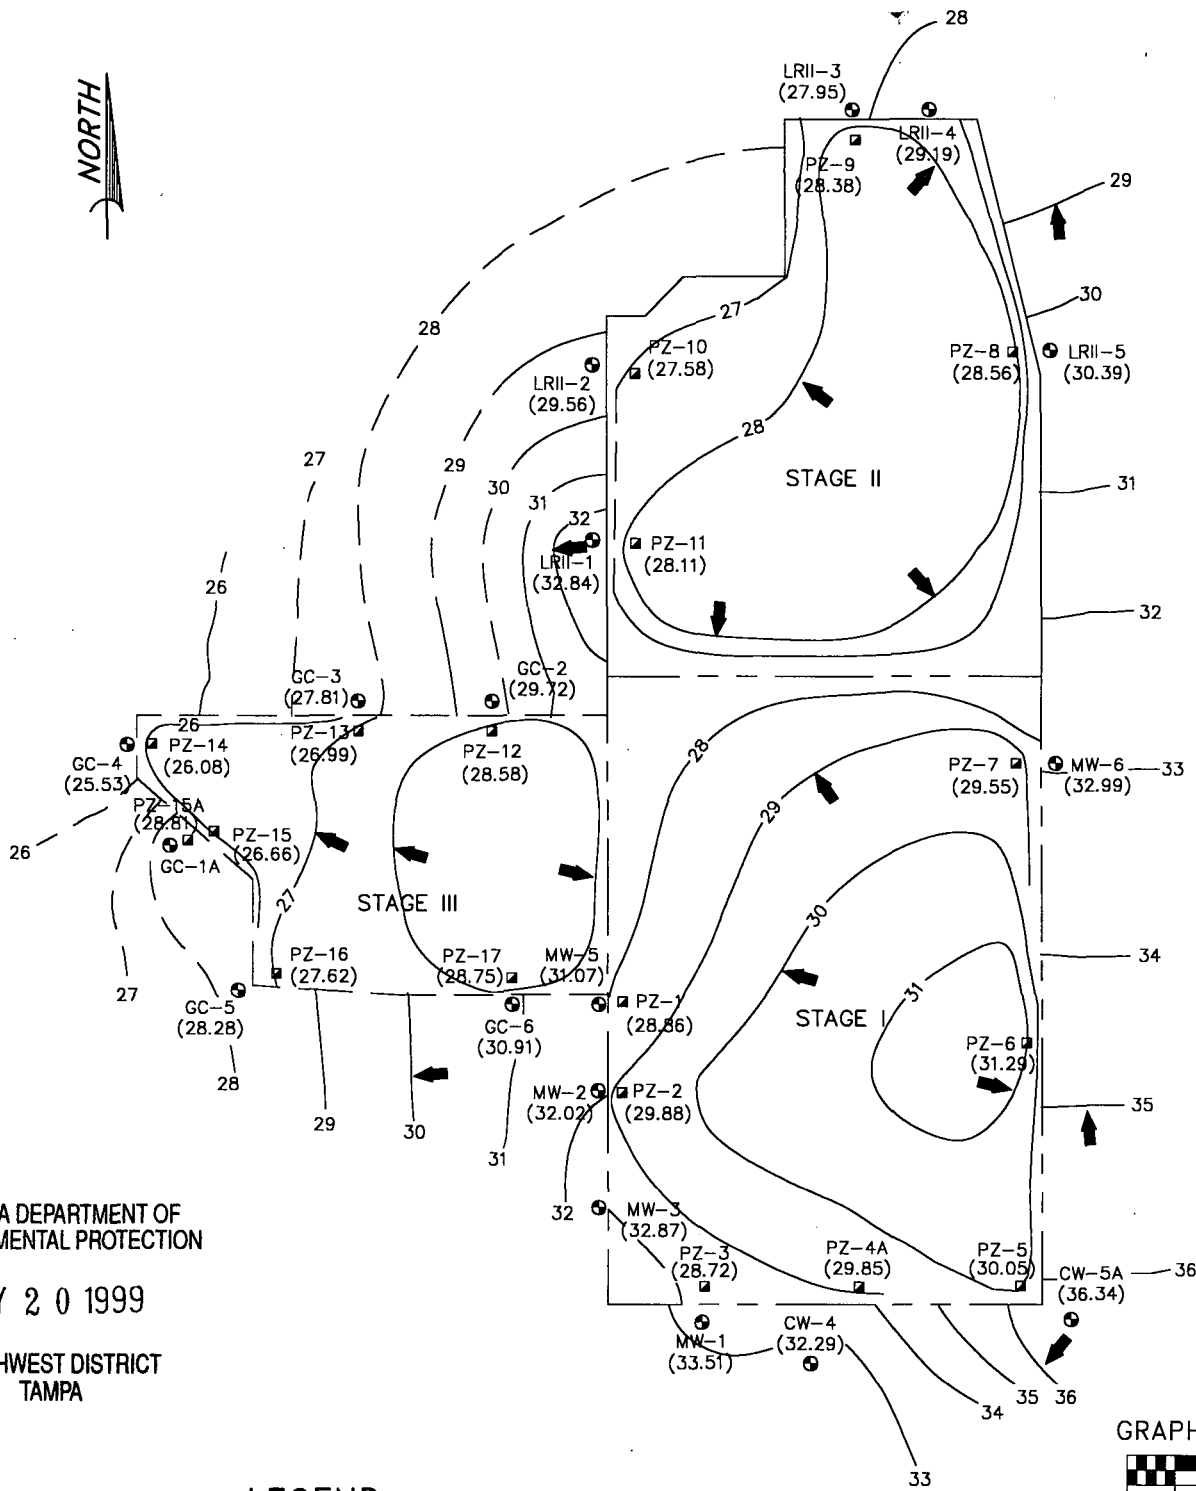 28
LRII-3
(27.95)
NORTH
LRII-4
(29.19)
PZ-9
(28.38)
29
30
27
28
PZ-10
(27.58)
PZ-8
(28.56)
LRII-5
(30.39)
LRII-2
(29.56)
28
27
29
30
STAGE II
31
31
32
PZ-11
(28.11)
LRII-1
(32.84)
26
32
GC-3
(27.81)
GC-2
(29.72)
26
PZ-14
(26.08)
PZ-13
(26.99)
PZ-12
(28.58)
28
GC-4
(25.53)
PZ-7
(29.55)
MW-6
(32.99)
33
PZ-15A
(28.81)
29
PZ-15
(26.66)
26
GC-1A
27
STAGE III
30
PZ-16
(27.62)
PZ-17
(28.75)
MW-5
(31.07)
34
27
GC-5
(28.28)
31
PZ-1
(28.86)
STAGE I
GC-6
(30.91)
PZ-6
(31.29)
28
MW-2
(32.02)
PZ-2
(29.88)
35
29
30
31
32
MW-3
(32.87)
A DEPARTMENT OF
MENTAL PROTECTION
PZ-3
(28.72)
PZ-4A
(29.85)
PZ-5
(30.05)
CW-5A
(36.34)
36
Y 2 0 1999
MW-1
(33.51)
CW-4
(32.29)
HWEST DISTRICT
TAMPA
34
35
36
GRAPH
33
LEGEND